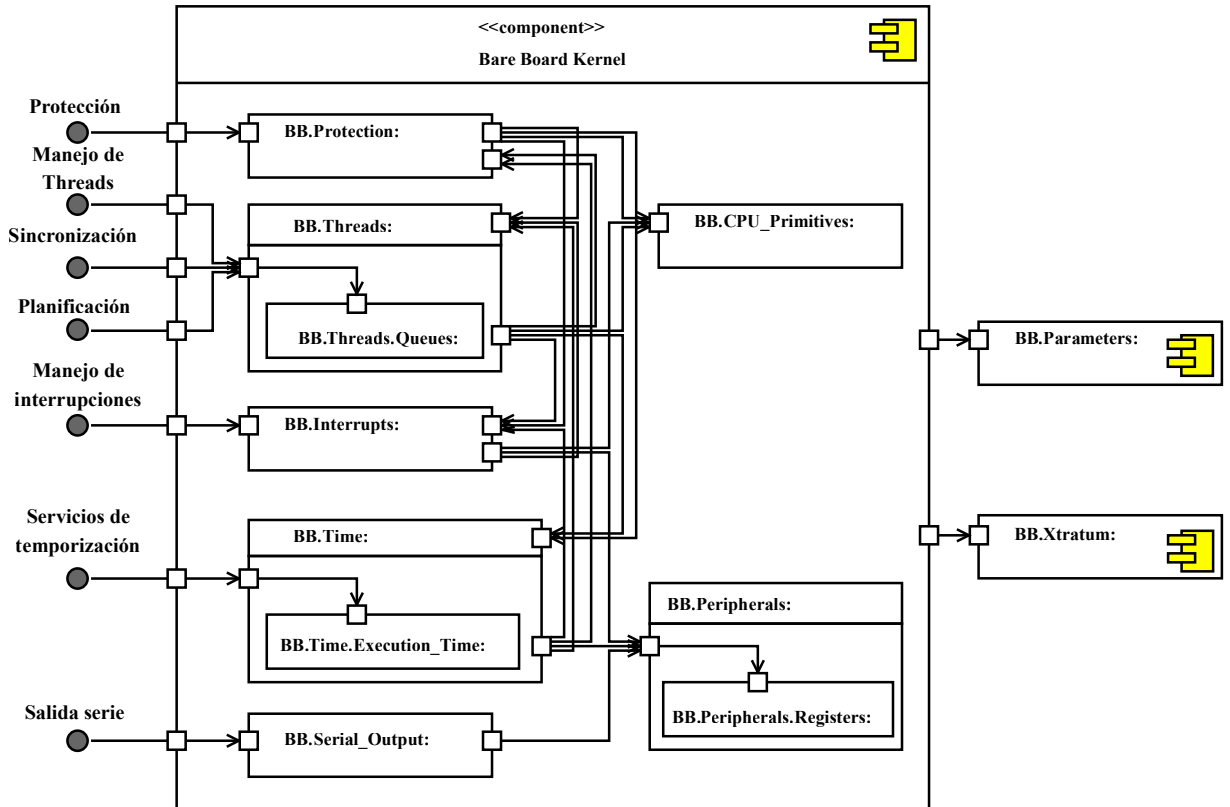 <<component>>
Bare Board Kernel
Protección
Manejo de
Threads
Sincronización
Planificación
Manejo de
interrupciones
Servicios de
temporización
Salida serie
BB.Protection:
BB.Threads:
BB.Threads.Queues:
BB.Interrupts:
BB.Time:
BB.Time.Execution_Time:
BB.Serial_Output:
BB.CPU_Primitives:
BB.Peripherals:
BB.Peripherals.Registers:
BB.Parameters:
BB.Xtratum: